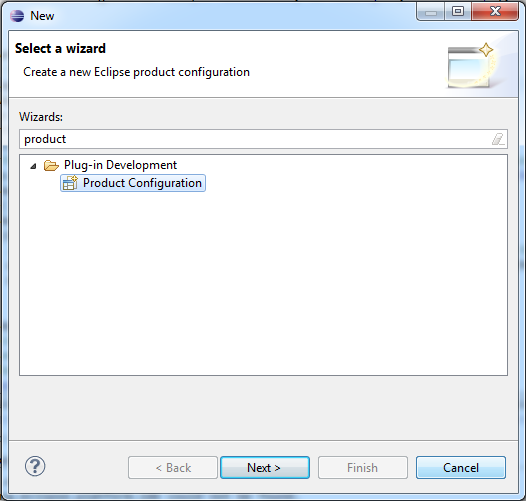 New
Select a wizard
Create a new Eclipse product configuration
Wizards:
product
Plug-in Development
Product Configuration
? < Back Next > Finish Cancel